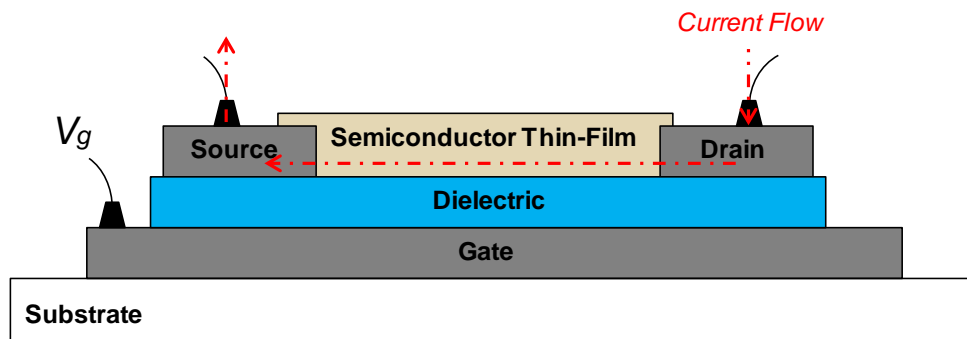 Current Flow
Vg
Source
Semiconductor Thin-Film
Drain
Dielectric
Gate
Substrate